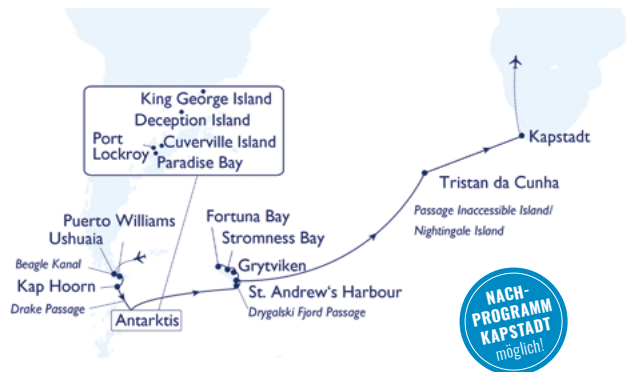 King George Island
Deception Island
Port
Lockroy
Cuverville Island
Paradise Bay
Kapstadt
Tristan da Cunha
Passage Inaccessible Island/
Nightingale Island
Puerto Williams
Ushuaia
Beagle Kanal
Kap Hoorn
Drake Passage
Antarktis
Fortuna Bay
Stromness Bay
Grytviken
St. Andrew's Harbour
Drygalski Fjord Passage
NACH-
PROGRAMM
KAPSTADT
möglich!